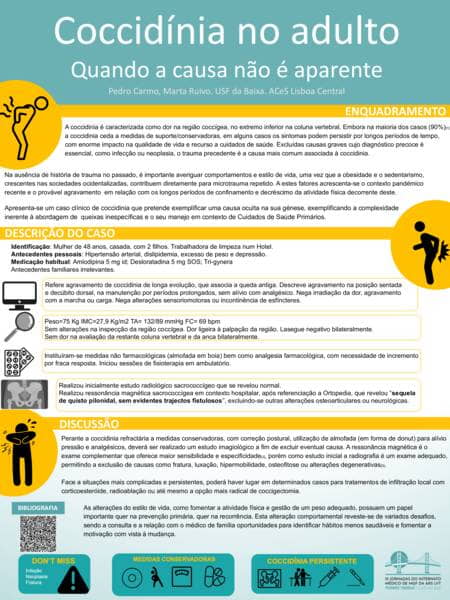 Coccidínia no adulto
Quando a causa não é aparente
Pedro Carmo, Marta Ruivo. USF da Baixa. ACeS Lisboa Central
ENQUADRAMENTO
A coccidínia é caracterizada como dor na região coccígea, no extremo inferior na coluna vertebral. Embora na maioria dos casos (90%)
a coccidínia ceda a medidas de suporte/conservadoras, em alguns casos os sintomas podem persistir por longos períodos de tempo,
com enorme impacto na qualidade de vida e recurso a cuidados de saúde. Excluídas causas graves cujo diagnóstico precoce é
essencial, como infecção ou neoplasia, o trauma precedente é a causa mais comum associada à coccidínia.
Na ausência de história de trauma no passado, é importante averiguar comportamentos e estilo de vida, uma vez que a obesidade e o sedentarismo,
crescentes nas sociedades ocidentalizadas, contribuem diretamente para microtrauma repetido. A estes fatores acrescenta-se o contexto pandémico
recente e o provável agravamento em relação com os longos períodos de confinamento e decréscimo da atividade física decorrente deste.
Apresenta-se um caso clínico de coccidínia que pretende exemplificar uma causa oculta na sua génese, exemplificando a complexidade
inerente à abordagem de queixas inespecíficas e o seu manejo em contexto de Cuidados de Saúde Primários.
DESCRIÇÃO DO CASO
Identificação: Mulher de 48 anos, casada, com 2 filhos. Trabalhadora de limpeza num Hotel.
Antecedentes pessoais: Hipertensão arterial, dislipidemia, excesso de peso e depressão.
Medicação habitual: Amlodipina 5 mg id; Desloratadina 5 mg SOS; Tri-gynera
Antecedentes familiares irrelevantes.
Refere agravamento de coccidínia de longa evolução, que associa a queda antiga. Descreve agravamento na posição sentada
e decúbito dorsal, na manutenção por períodos prolongados, sem alívio com analgésico. Nega irradiação da dor, agravamento
com a marcha ou carga. Nega alterações sensoriomotoras ou incontinência de esfíncteres.
Peso=75 Kg IMC=27,9 Kg/m2 TA= 132/89 mmHg FC= 69 bpm
Sem alterações na inspecção da região coccígea. Dor ligeira à palpação da região. Lasegue negativo bilateralmente.
Sem dor na avaliação da restante coluna vertebral e da anca bilateralmente.
Instituíram-se medidas não farmacológicas (almofada em boia) bem como analgesia farmacológica, com necessidade de incremento
por fraca resposta. Iniciou sessões de fisioterapia em ambulatório.
Realizou inicialmente estudo radiológico sacrococcígeo que se revelou normal.
Realizou ressonância magnética sacrococcígea em contexto hospitalar, após referenciação a Ortopedia, que revelou "sequela
de quisto pilonidal, sem evidentes trajectos fistulosos", excluindo-se outras alterações osteoarticulares ou neurológicas.
DISCUSSÃO
Perante a coccidínia refractária a medidas conservadoras, com correção postural, utilização de almofada (em forma de donut) para alívio
pressão e analgésicos, deverá ser realizado um estudo imagiológico a fim de excluir eventual causa. A ressonância magnética é o
exame complementar que oferece maior sensibilidade e especificidade, porém como estudo inicial a radiografia é um exame adequado,
permitindo a exclusão de causas como fratura, luxação, hipermobilidade, osteofitose ou alterações degenerativas.
Face a situações mais complicadas e persistentes, poderá haver lugar em determinados casos para tratamentos de infiltração local com
corticosteróide, radioablação ou até mesmo a opção mais radical de coccigectomia.
BIBLIOGRAFIA
As alterações do estilo de vida, como fomentar a atividade física e gestão de um peso adequado, possuem um papel
importante quer na prevenção primária, quer na recorrência. Esta alteração comportamental reveste-se de variados desafios,
sendo a consulta e a relação com o médico de família oportunidades para identificar hábitos menos saudáveis e fomentar a
motivação com vista à mudança.
DON'T MISS
Infeção
Neoplasia
Fratura
MEDIDAS CONSERVADORAS
COCCIDÍNIA PERSISTENTE
JORNADAS DO INTERNATO
MÉDICO DE MGF DA ARS LVT